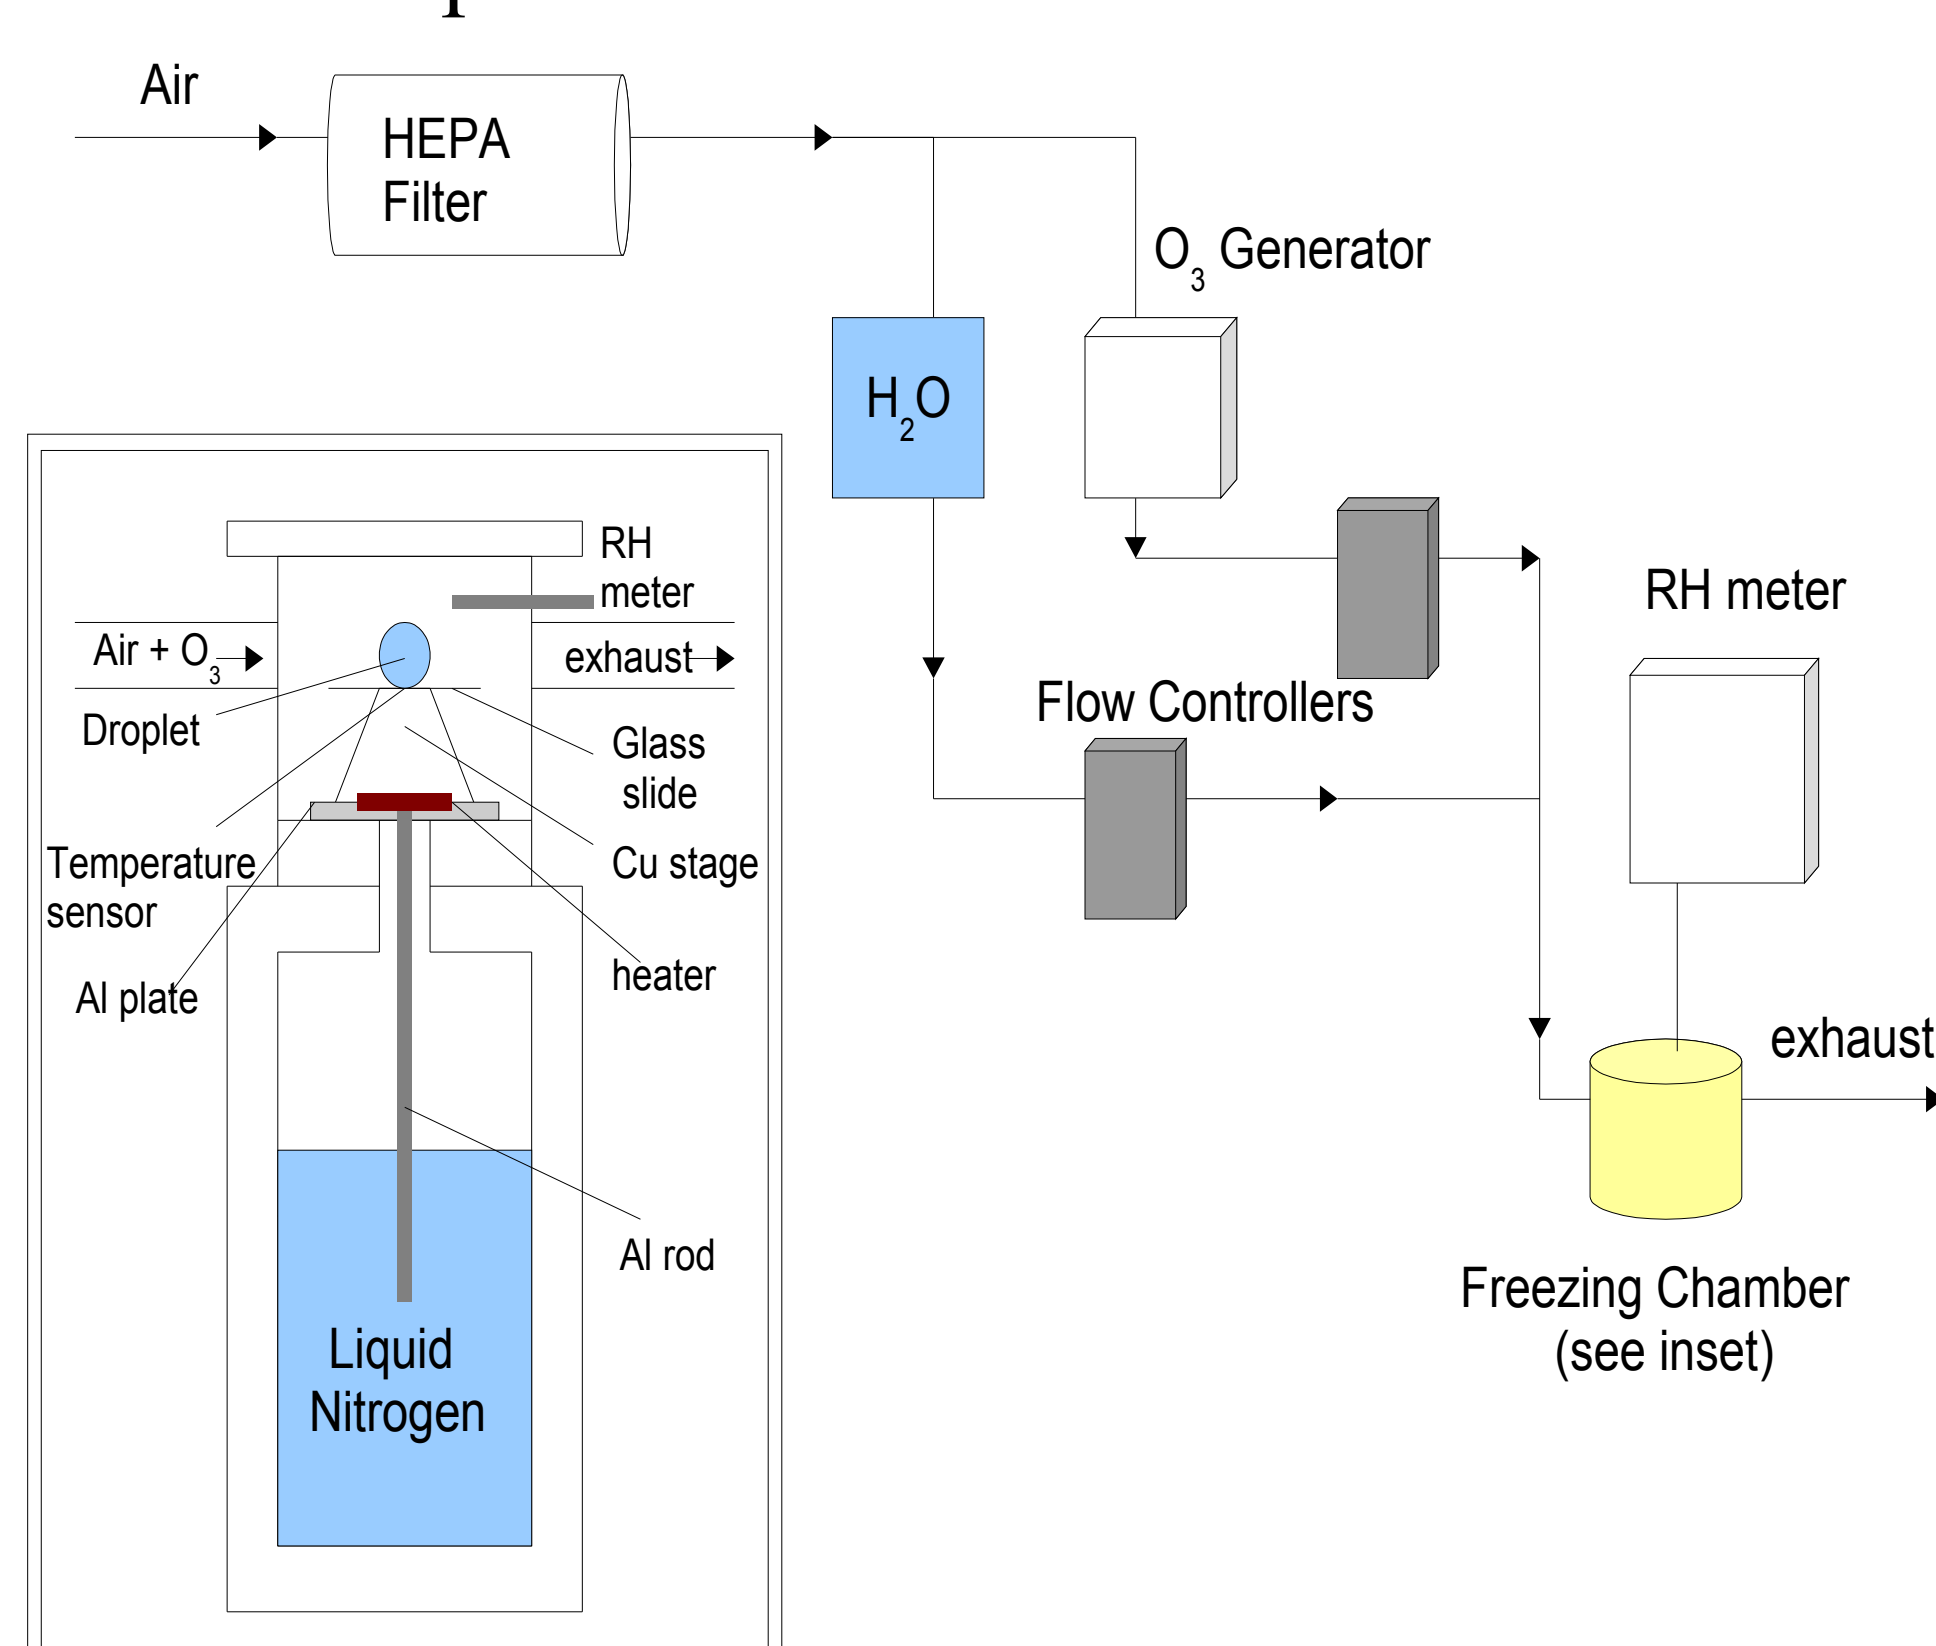 Air
HEPA
Filter
O3 Generator
H2O
RH
meter
Air + O3
exhaust
Droplet
Glass
slide
Temperature
sensor
Cu stage
Al plate
heater
Al rod
Liquid
Nitrogen
Flow Controllers
RH meter
exhaust
Freezing Chamber
(see inset)